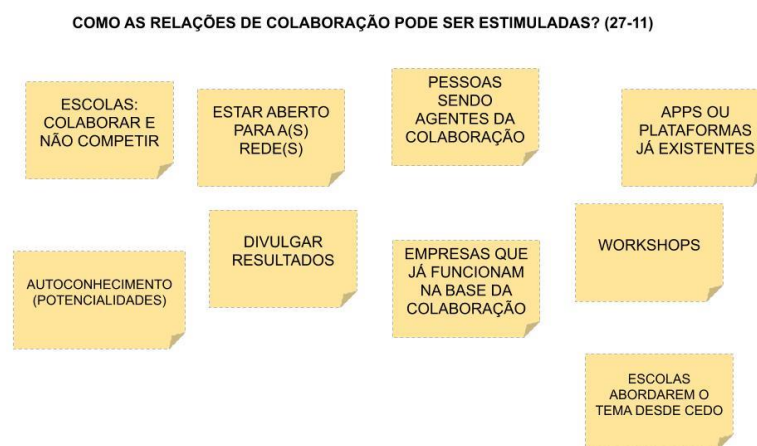 COMO AS RELAÇÕES DE COLABORAÇÃO PODE SER ESTIMULADAS? (27-11)
ESCOLAS:
COLABORAR E
NÃO COMPETIR
ESTAR ABERTO
PARA A(S)
REDE(S)
PESSOAS
SENDO
AGENTES DA
COLABORAÇÃO
APPS OU
PLATAFORMAS
JÁ EXISTENTES
AUTOCONHECIMENTO
(POTENCIALIDADES)
DIVULGAR
RESULTADOS
EMPRESAS QUE
JÁ FUNCIONAM
NA BASE DA
COLABORAÇÃO
WORKSHOPS
ESCOLAS
ABORDAREM O
TEMA DESDE CEDO